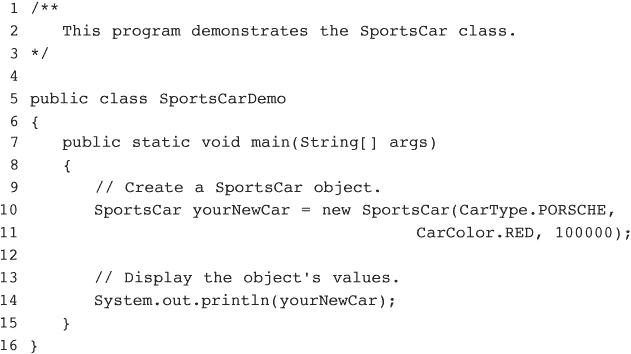 1 /**
2    This program demonstrates the SportsCar class.
3 */
4
5 public class SportsCarDemo
6 {
7    public static void main(String[] args)
8    {
9       // Create a SportsCar object.
10       SportsCar yourNewCar = new SportsCar(CarType.PORSCHE,
11                                     CarColor.RED, 100000);
12
13       // Display the object's values.
14       System.out.println(yourNewCar);
15    }
16 }